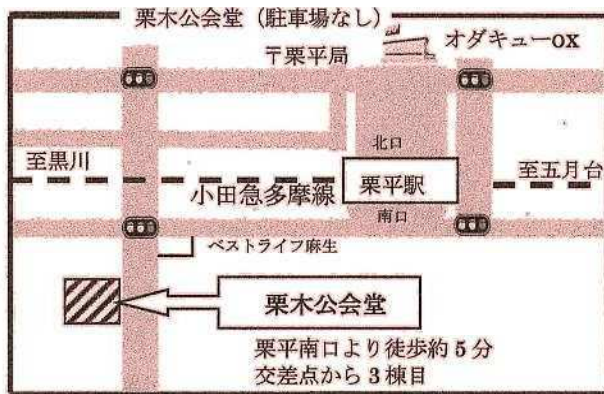 栗木公会堂（駐車場なし）
オダキューOX
〒栗平局
北口
至黒川
小田急多摩線
栗平駅
至五月台
南口
ベストライフ麻生
栗木公会堂
栗平南口より徒歩約5分
交差点から3棟目